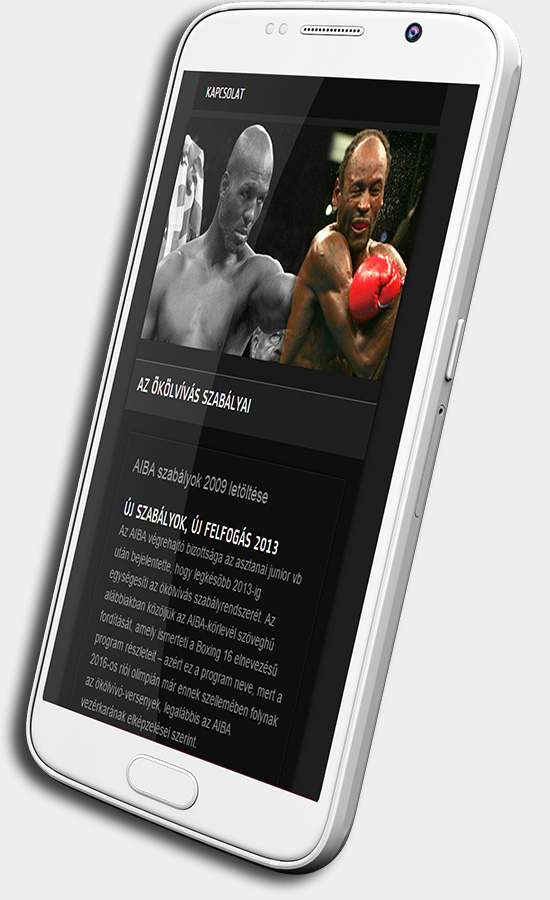 KAPCSOLAT
AZ ÖKÖLVÍVÁS SZABÁLYAI
AIBA szabályok 2009 letöltése
ÚJ SZABÁLYOK, ÚJ FELFOGÁS 2013
Az AIBA végrehajtó bizottsága az asztanai junior vb
után bejelentette, hogy legkésőbb 2013-ig
egységesíti az ökölvívás szabályrendszerét. Az
alábbiakban közöljük az AIBA-körlevél szöveghű
fordítását, amely ismerteti a Boxing 16 elnevezésű
program részleteit – azért ez a program neve, mert a
2016-os riói olimpián már ennek szellemében folynak
az ökölvívó-versenyek, legalábbis az AIBA
vezérkarának elképzelései szerint.